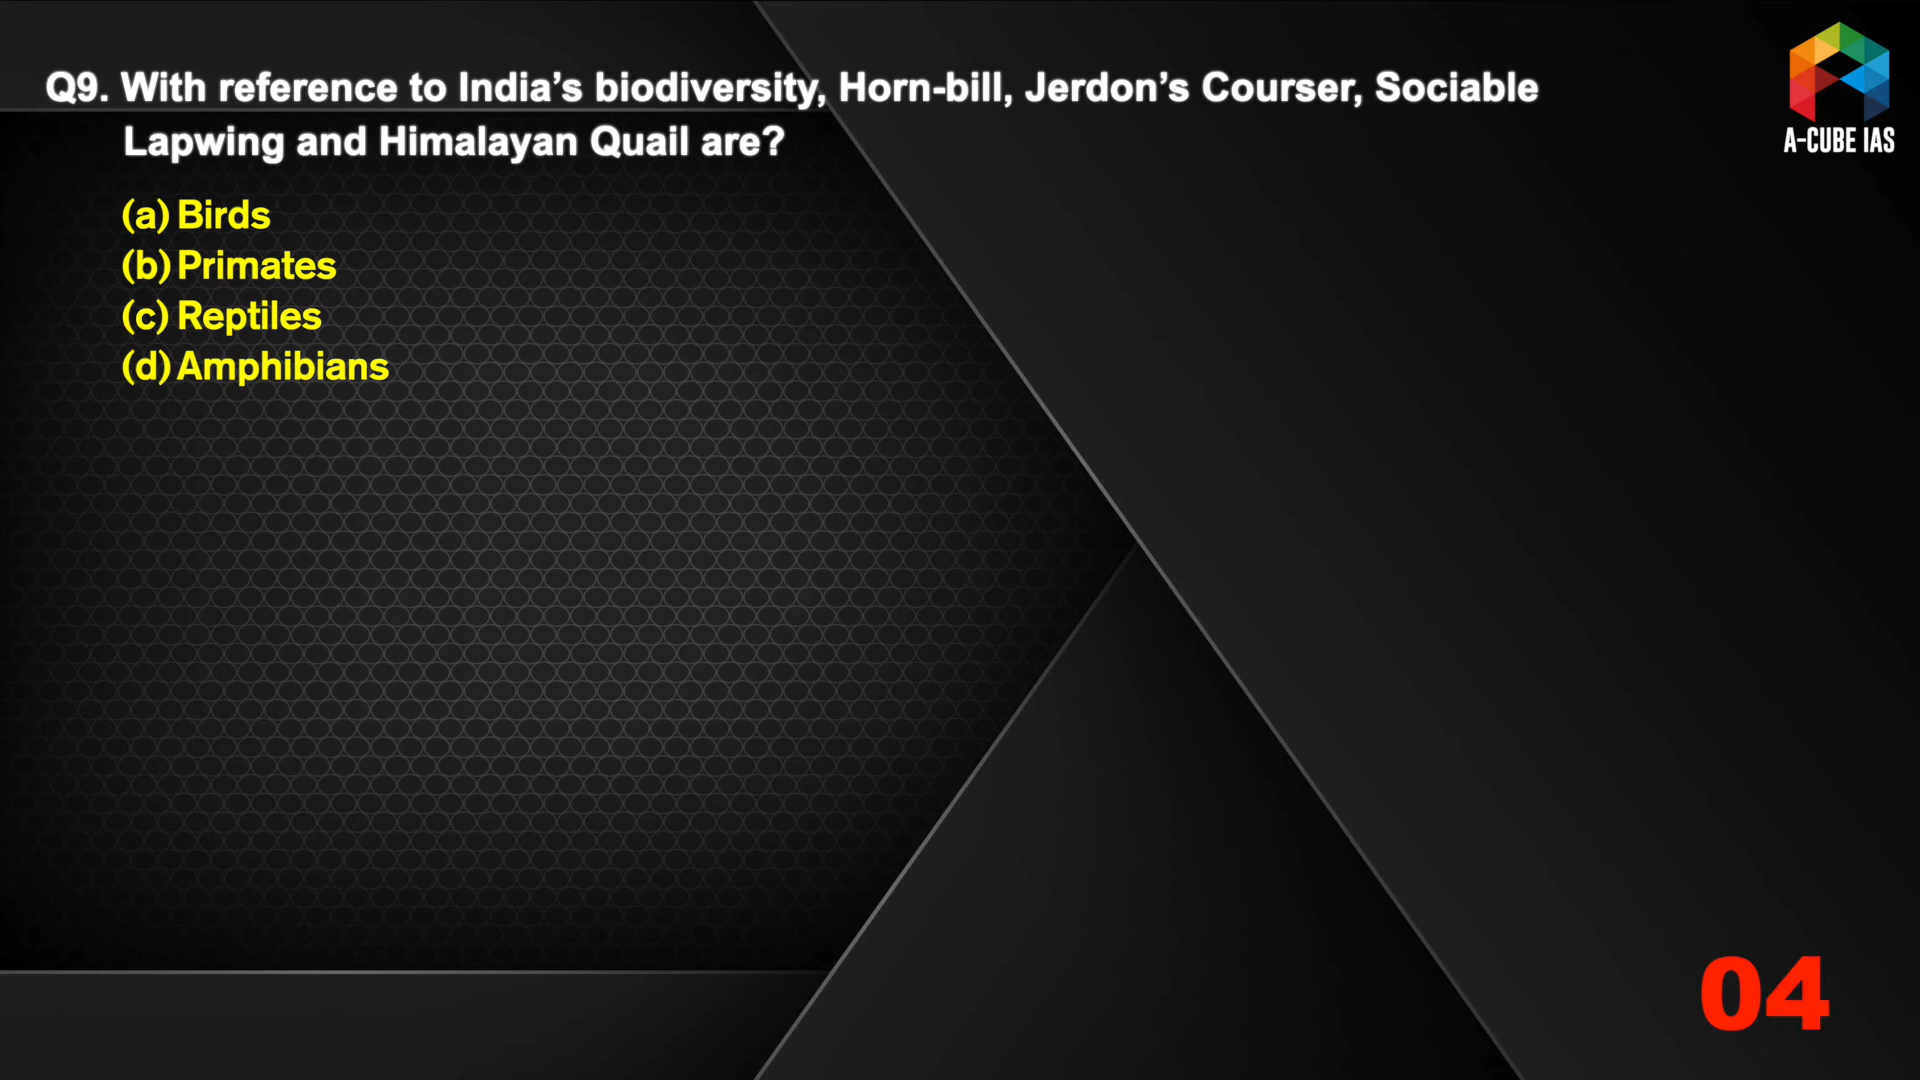 Q9. With reference to India’s biodiversity, Horn-bill, Jerdon’s Courser, Sociable
Lapwing and Himalayan Quail are?
(a) Birds
(b) Primates
(c) Reptiles
(d) Amphibians
A-CUBE IAS
04